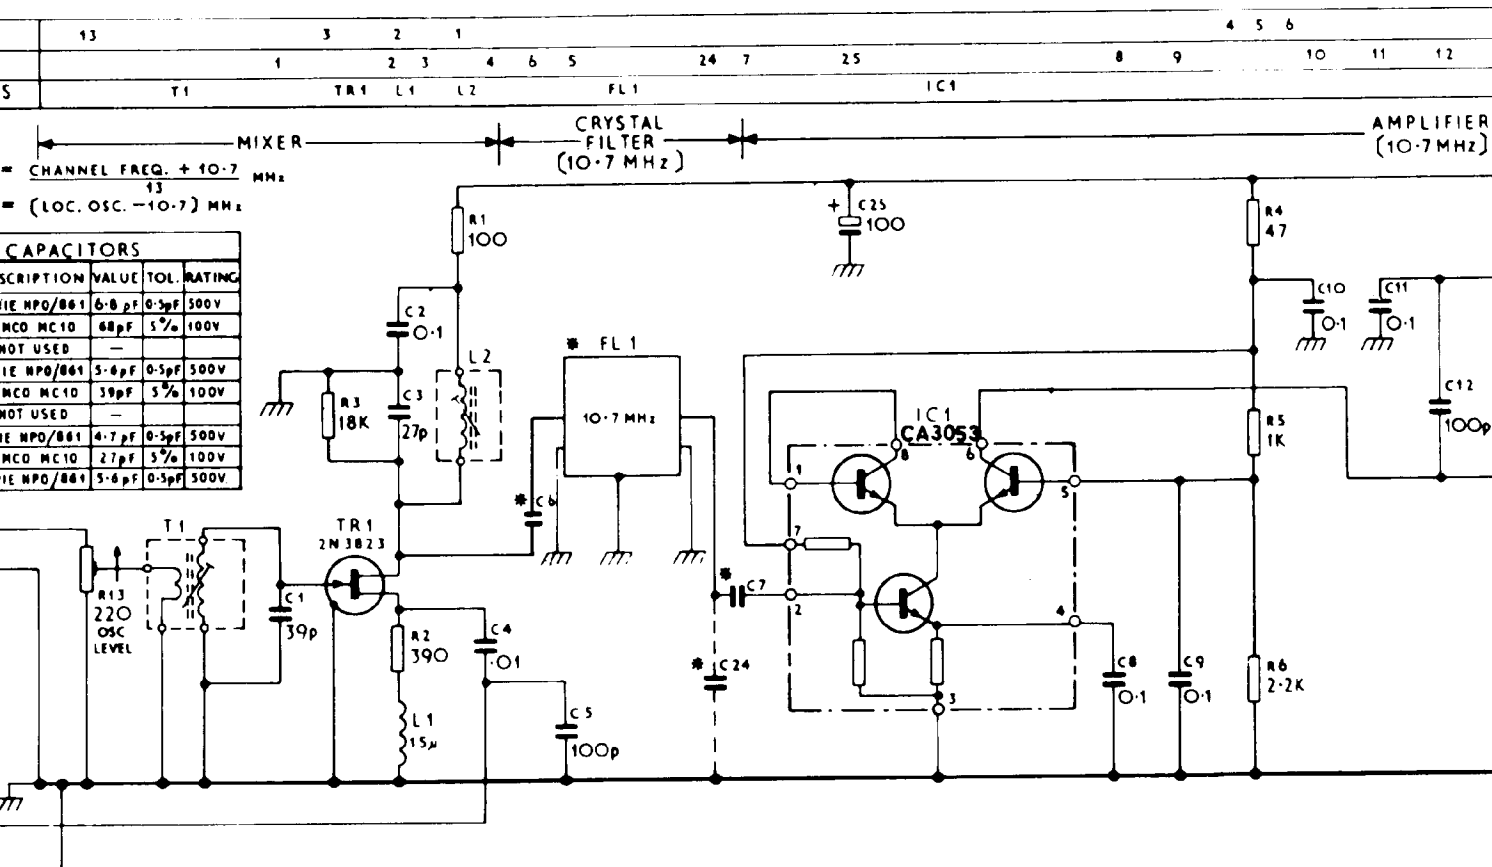 13 3 2 1 4 5 6
1 2 3 4 6 5 24 7 25 8 9 10 11 12
S T1 TR1 L1 L2 FL1 IC1
MIXER
CRYSTAL
FILTER
(10·7 MHz)
AMPLIFIER
(10·7MHz)
= CHANNEL FREQ. + 10·7
13
MHz
= (LOC. OSC. −10·7) MHz
CAPACITORS
SCRIPTION VALUE TOL. RATING
IE NPO/861 6·8 pF 0·5pF 500V
MCO MC10 68pF 5% 100V
NOT USED —
IE NPO/861 5·6pF 0·5pF 500V
MCO MC10 39pF 5% 100V
NOT USED —
IE NPO/861 4·7pF 0·5pF 500V
MCO MC10 27pF 5% 100V
IE NPO/861 5·6pF 0·5pF 500V.
R1
100
+ C25
100
R4
47
C2
0·1
C10
0·1
C11
0·1
L2
* FL 1
10·7 MHz
R3
18K
C3
27p
C12
100p
IC1
CA3053
R5
1K
1
8
6
5
* C6
T1
TR1
2N3823
7
R13
220
OSC
LEVEL
C1
39p
* C7
2
4
R2
390
C4
.01
* C24
C8
0·1
C9
0·1
R6
2·2K
3
L1
15μ
C5
100p